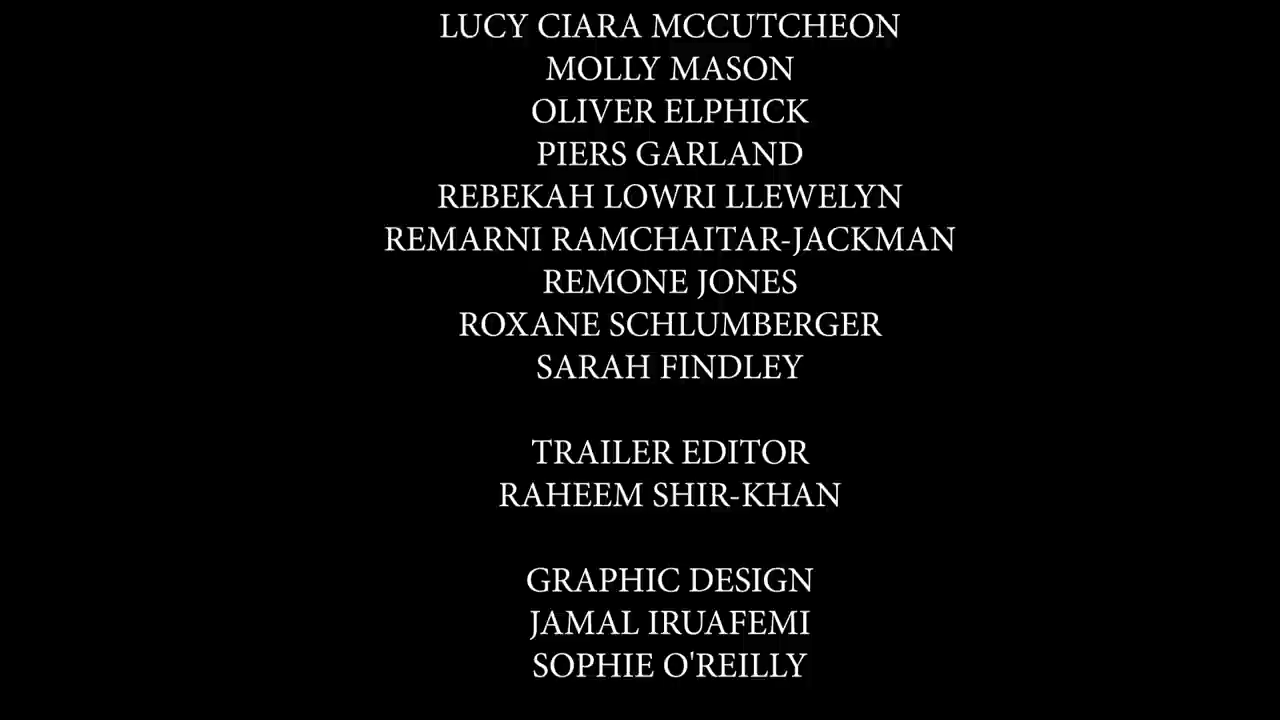 LUCY CIARA MCCUTCHEON
MOLLY MASON
OLIVER ELPHICK
PIERS GARLAND
REBEKAH LOWRI LLEWELYN
REMARNI RAMCHAITAR-JACKMAN
REMONE JONES
ROXANE SCHLUMBERGER
SARAH FINDLEY
TRAILER EDITOR
RAHEEM SHIR-KHAN
GRAPHIC DESIGN
JAMAL IRUAFEMI
SOPHIE O'REILLY